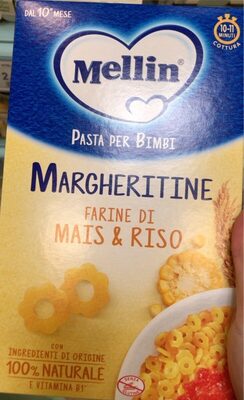 DAL 10° MESE
10-11
MINUTI
COTTURA
Mellin®
PASTA PER BIMBI
MARGHERITINE
FARINE DI
MAIS & RISO
CON
INGREDIENTI DI ORIGINE
100% NATURALE
E VITAMINA B1*
SENZA